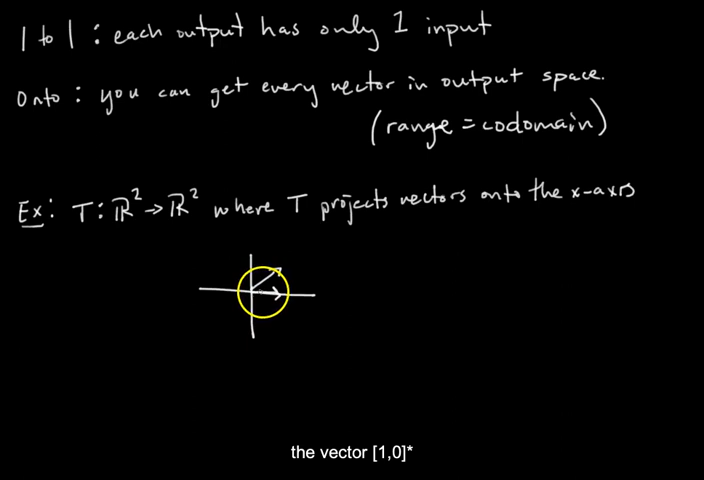 1 to 1 : each output has only 1 input
Onto : you can get every vector in output space.
(range = codomain)
Ex: T: ℝ² → ℝ² where T projects vectors onto the x-axis
the vector [1,0]*